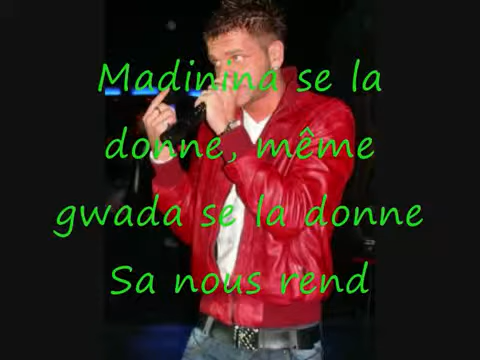 Madinina se la
donne, même
gwada se la donne
Sa nous rend